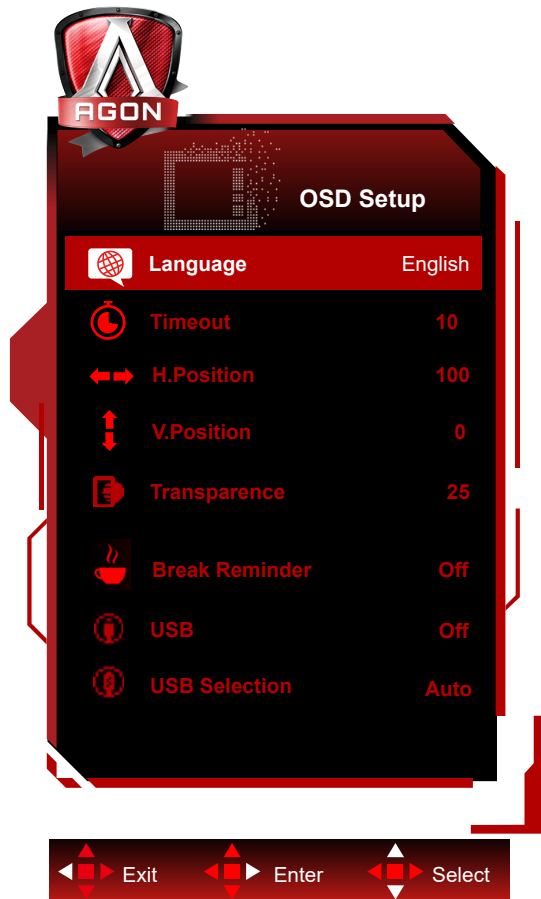 AGON
OSD Setup
Language English
Timeout 10
H.Position 100
V.Position 0
Transparence 25
Break Reminder Off
USB Off
USB Selection Auto
Exit Enter Select